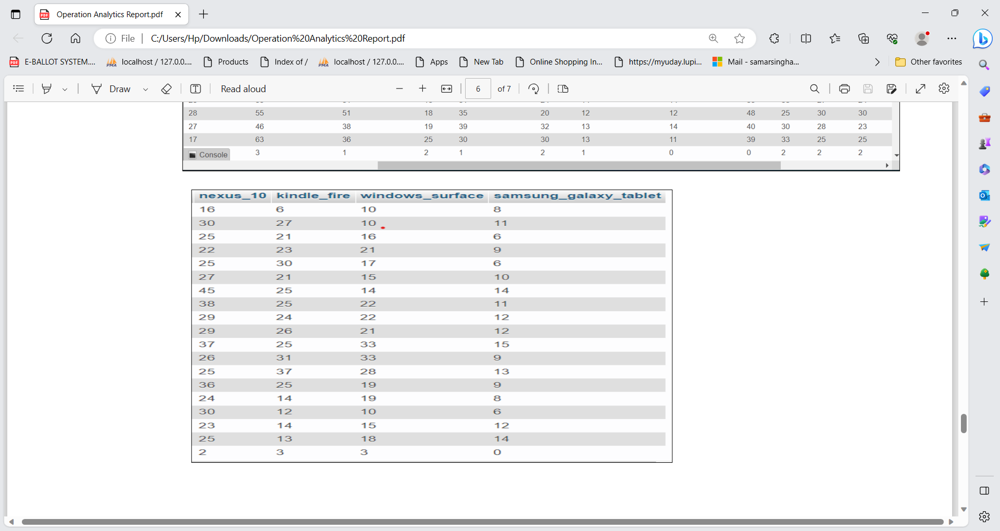 Operation Analytics Report.pdf
File C:/Users/Hp/Downloads/Operation%20Analytics%20Report.pdf
E-BALLOT SYSTEM.... localhost / 127.0.0.... Products Index of / localhost / 127.0.0.... Apps New Tab Online Shopping In... https://myuday.lupi... Mail - samarsingha... Other favorites
Draw Read aloud 6 of 7
28 55 51 18 35 20 12 12 48 25 30 30
27 46 38 19 39 32 13 14 40 30 28 23
17 63 36 25 30 30 13 11 39 33 25 25
Console 3 1 2 1 2 1 0 0 2 2 2
nexus_10 kindle_fire windows_surface samsung_galaxy_tablet
16 6 10 8
30 27 10 11
25 21 16 6
22 23 21 9
25 30 17 6
27 21 15 10
45 25 14 14
38 25 22 11
29 24 22 12
29 26 21 12
37 25 33 15
26 31 33 9
25 37 28 13
36 25 19 9
24 14 19 8
30 12 10 6
23 14 15 12
25 13 18 14
2 3 3 0